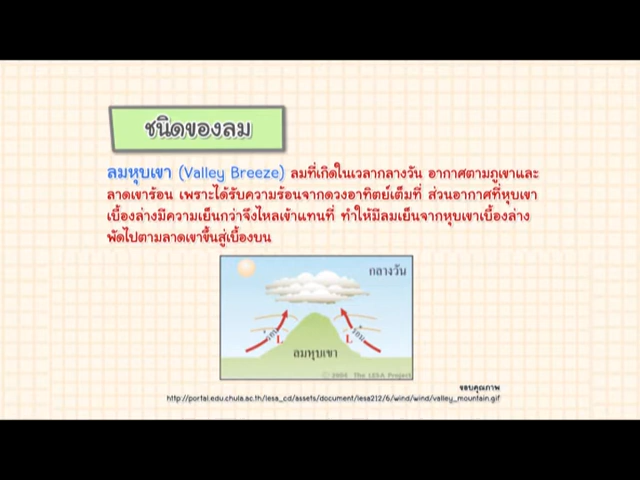 ชนิดของลม
ลมหุบเขา (Valley Breeze) ลมที่เกิดในเวลากลางวัน อากาศตามภูเขาและ
ลาดเขาร้อน เพราะได้รับความร้อนจากดวงอาทิตย์เต็มที่ ส่วนอากาศที่หุบเขา
เบื้องล่างมีความเย็นกว่าจึงไหลเข้าแทนที่ ทำให้มีลมเย็นจากหุบเขาเบื้องล่าง
พัดไปตามลาดเขาขึ้นสู่เบื้องบน
กลางวัน
ร้อน L L ร้อน
ลมหุบเขา
© 2004 The LESA Project
ขอบคุณภาพ
http://portal.edu.chula.ac.th/lesa_cd/assets/document/lesa212/6/wind/wind/valley_mountain.gif